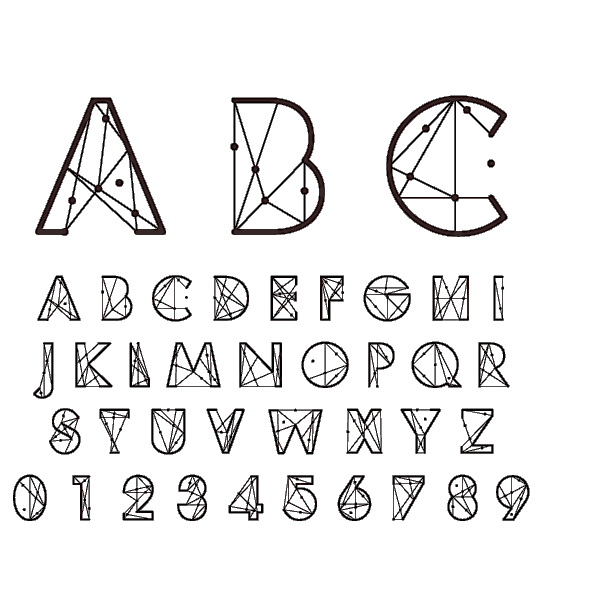 ABC
ABCDEFGHI
JKLMNOPQR
STUVWXYZ
0123456789